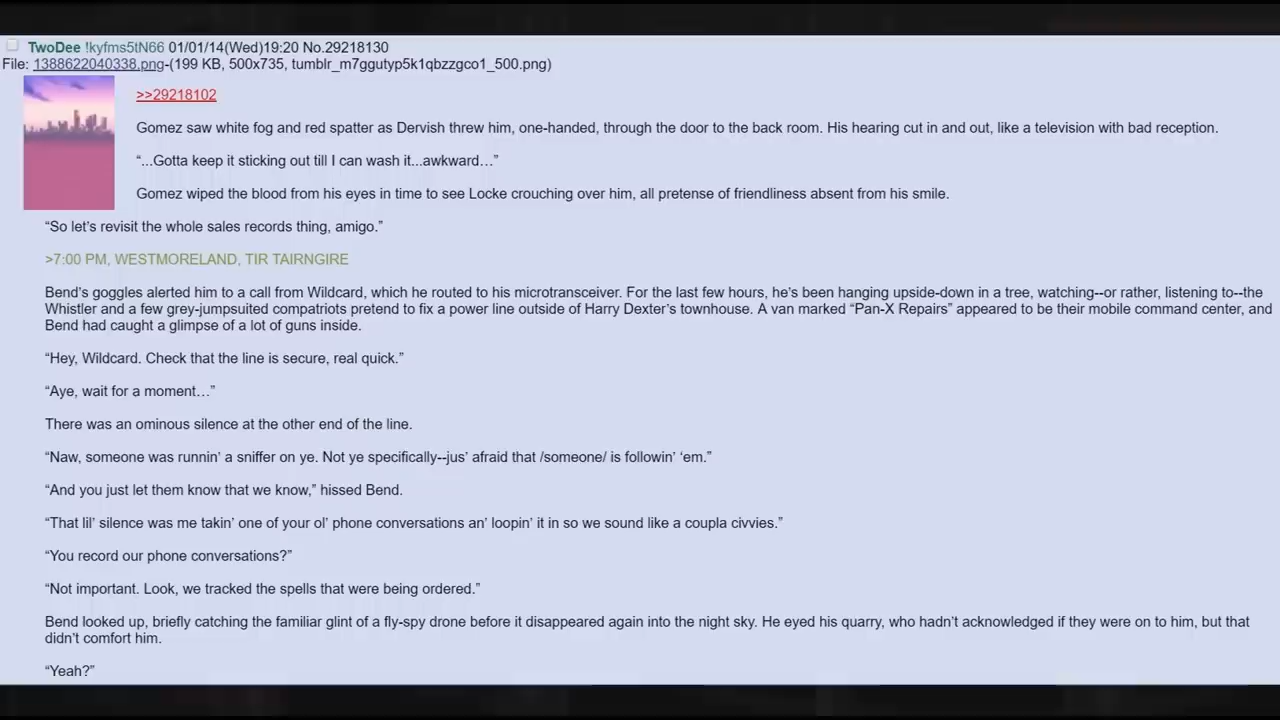 TwoDee !kyfms5tN66 01/01/14(Wed)19:20 No.29218130
File: 1388622040338.png-(199 KB, 500x735, tumblr_m7ggutyp5k1qbzzgco1_500.png)
>>29218102
Gomez saw white fog and red spatter as Dervish threw him, one-handed, through the door to the back room. His hearing cut in and out, like a television with bad reception.
“...Gotta keep it sticking out till I can wash it...awkward…”
Gomez wiped the blood from his eyes in time to see Locke crouching over him, all pretense of friendliness absent from his smile.
“So let’s revisit the whole sales records thing, amigo.”
>7:00 PM, WESTMORELAND, TIR TAIRNGIRE
Bend’s goggles alerted him to a call from Wildcard, which he routed to his microtransceiver. For the last few hours, he’s been hanging upside-down in a tree, watching--or rather, listening to--the
Whistler and a few grey-jumpsuited compatriots pretend to fix a power line outside of Harry Dexter’s townhouse. A van marked “Pan-X Repairs” appeared to be their mobile command center, and
Bend had caught a glimpse of a lot of guns inside.
“Hey, Wildcard. Check that the line is secure, real quick.”
“Aye, wait for a moment…”
There was an ominous silence at the other end of the line.
“Naw, someone was runnin’ a sniffer on ye. Not ye specifically--jus’ afraid that /someone/ is followin’ ‘em.”
“And you just let them know that we know,” hissed Bend.
“That lil’ silence was me takin’ one of your ol’ phone conversations an’ loopin’ it in so we sound like a coupla civvies.”
“You record our phone conversations?”
“Not important. Look, we tracked the spells that were being ordered.”
Bend looked up, briefly catching the familiar glint of a fly-spy drone before it disappeared again into the night sky. He eyed his quarry, who hadn’t acknowledged if they were on to him, but that
didn’t comfort him.
“Yeah?”